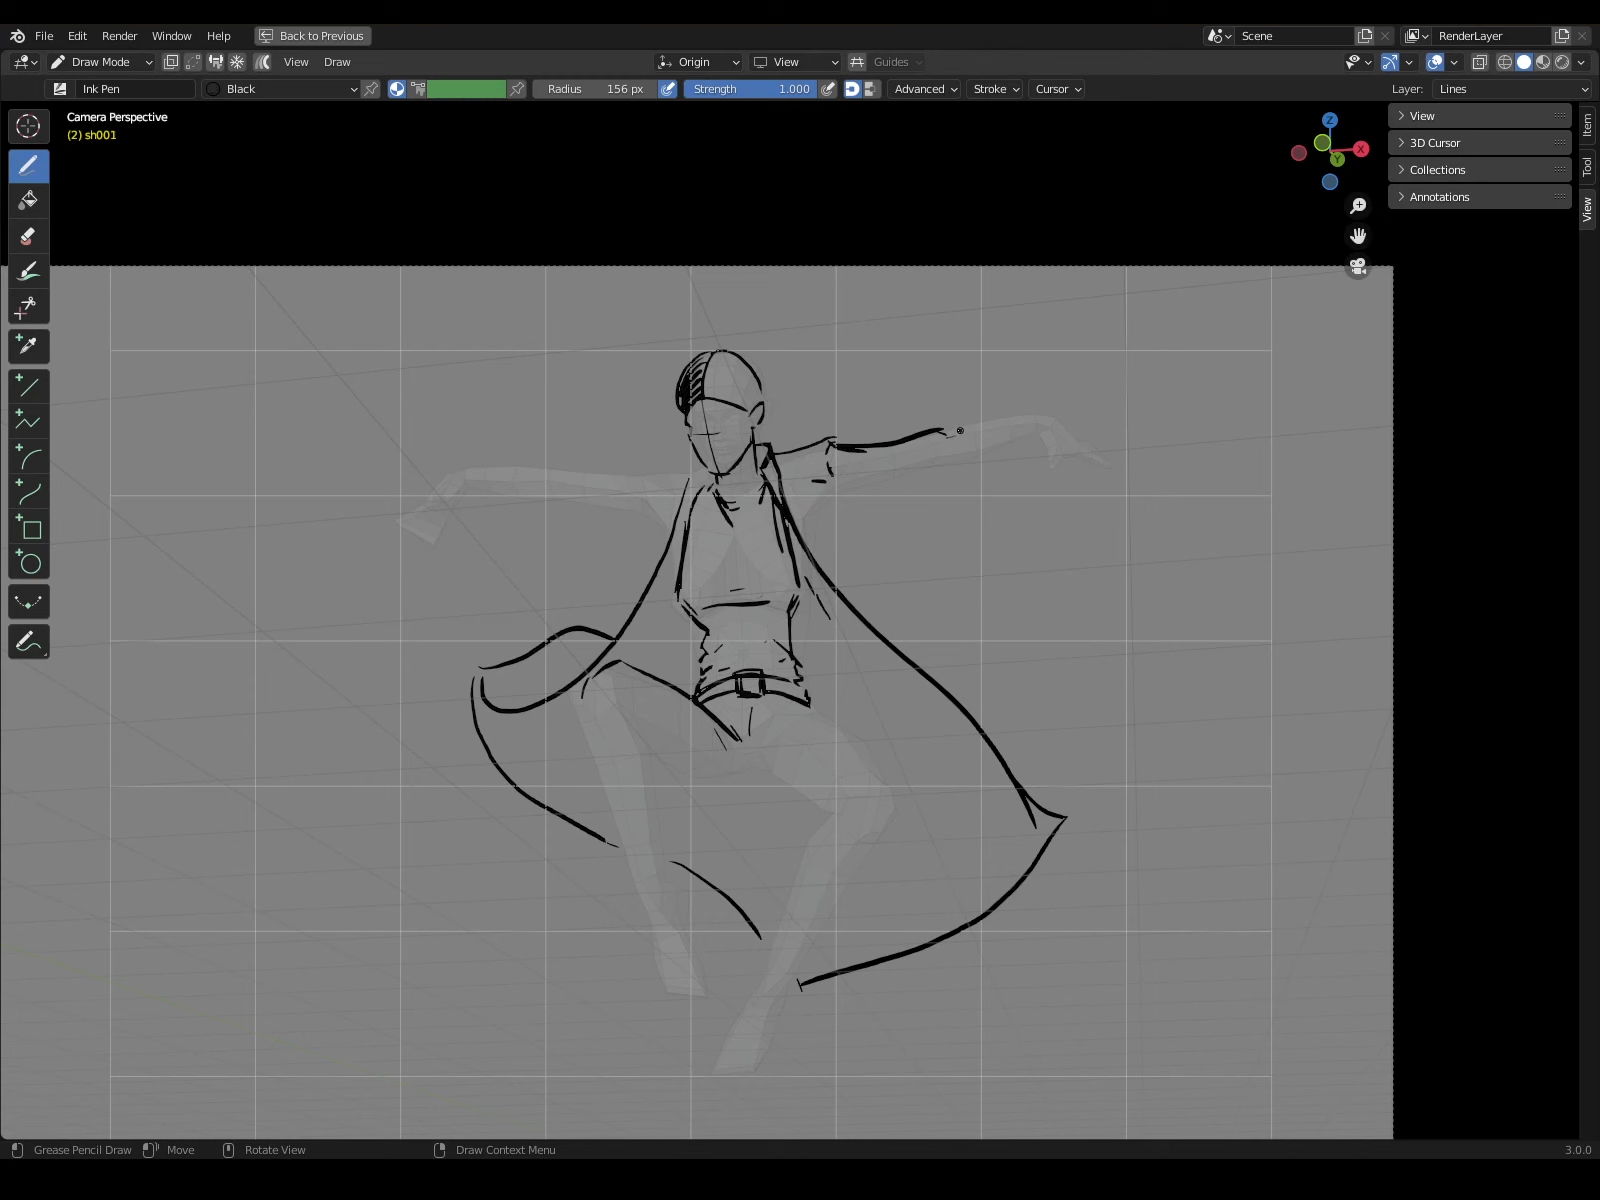 File Edit Render Window Help Back to Previous Scene RenderLayer
Draw Mode View Draw Origin View Guides
Ink Pen Black Radius 156 px Strength 1.000 Advanced Stroke Cursor Layer: Lines
Camera Perspective
(2) sh001
Z
X
Y
View
3D Cursor
Collections
Annotations
Item
Tool
View
Grease Pencil Draw Move Rotate View Draw Context Menu 3.0.0